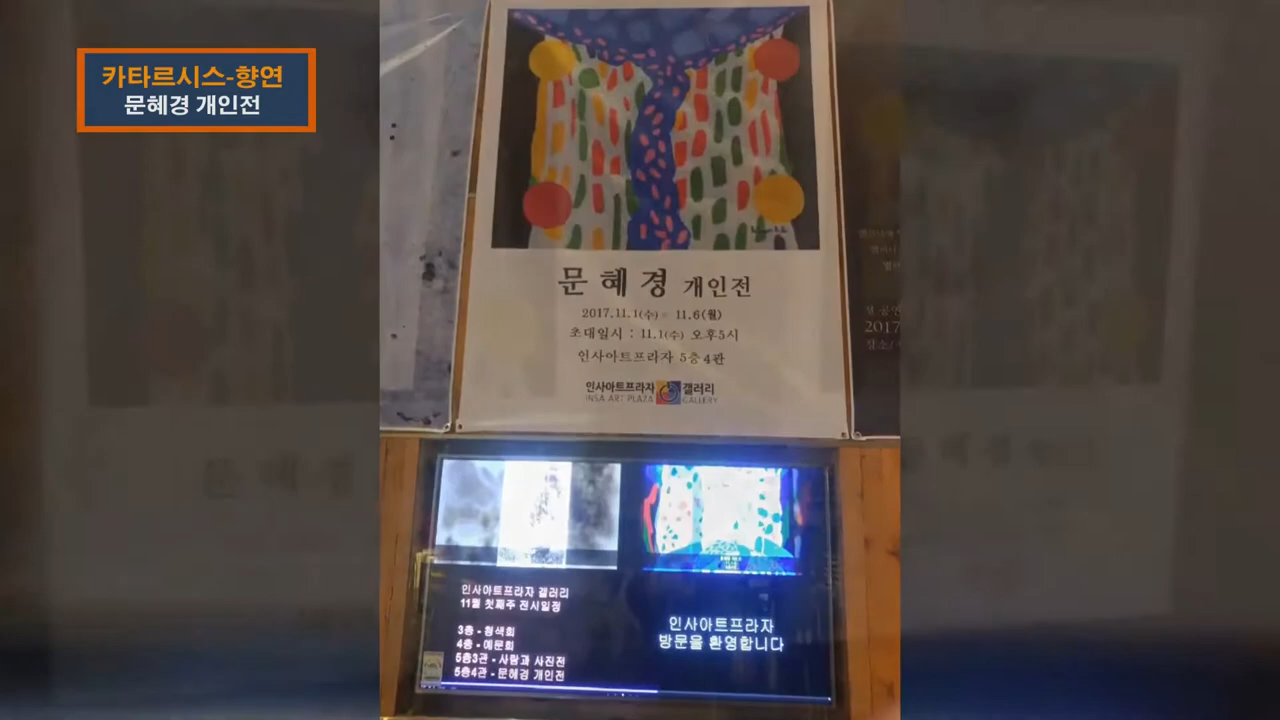 카타르시스-향연
문혜경 개인전
문혜경 개인전
2017.11.1(수) 11.6(월)
초대일시 : 11.1(수) 오후5시
인사아트프라자 5층 4관
인사아트프라자 갤러리
INSA ART PLAZA GALLERY
2017
장소/
인사아트프라자 갤러리
11월 첫째주 전시일정
3층 - 청색회
4층 - 예문회
5층3관 - 사람과 사진전
5층4관 - 문혜경 개인전
인사아트프라자
방문을 환영합니다